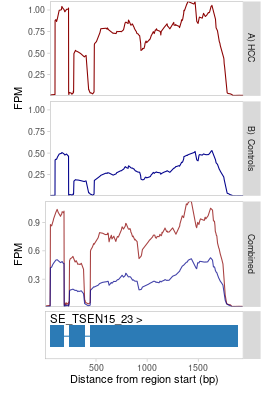 1.00
0.75
0.50
0.25
FPM
A) HCC
1.00
0.75
0.50
0.25
B) Controls
0.9
0.6
0.3
FPM
Combined
SE_TSEN15_23 >
500
1000
1500
Distance from region start (bp)